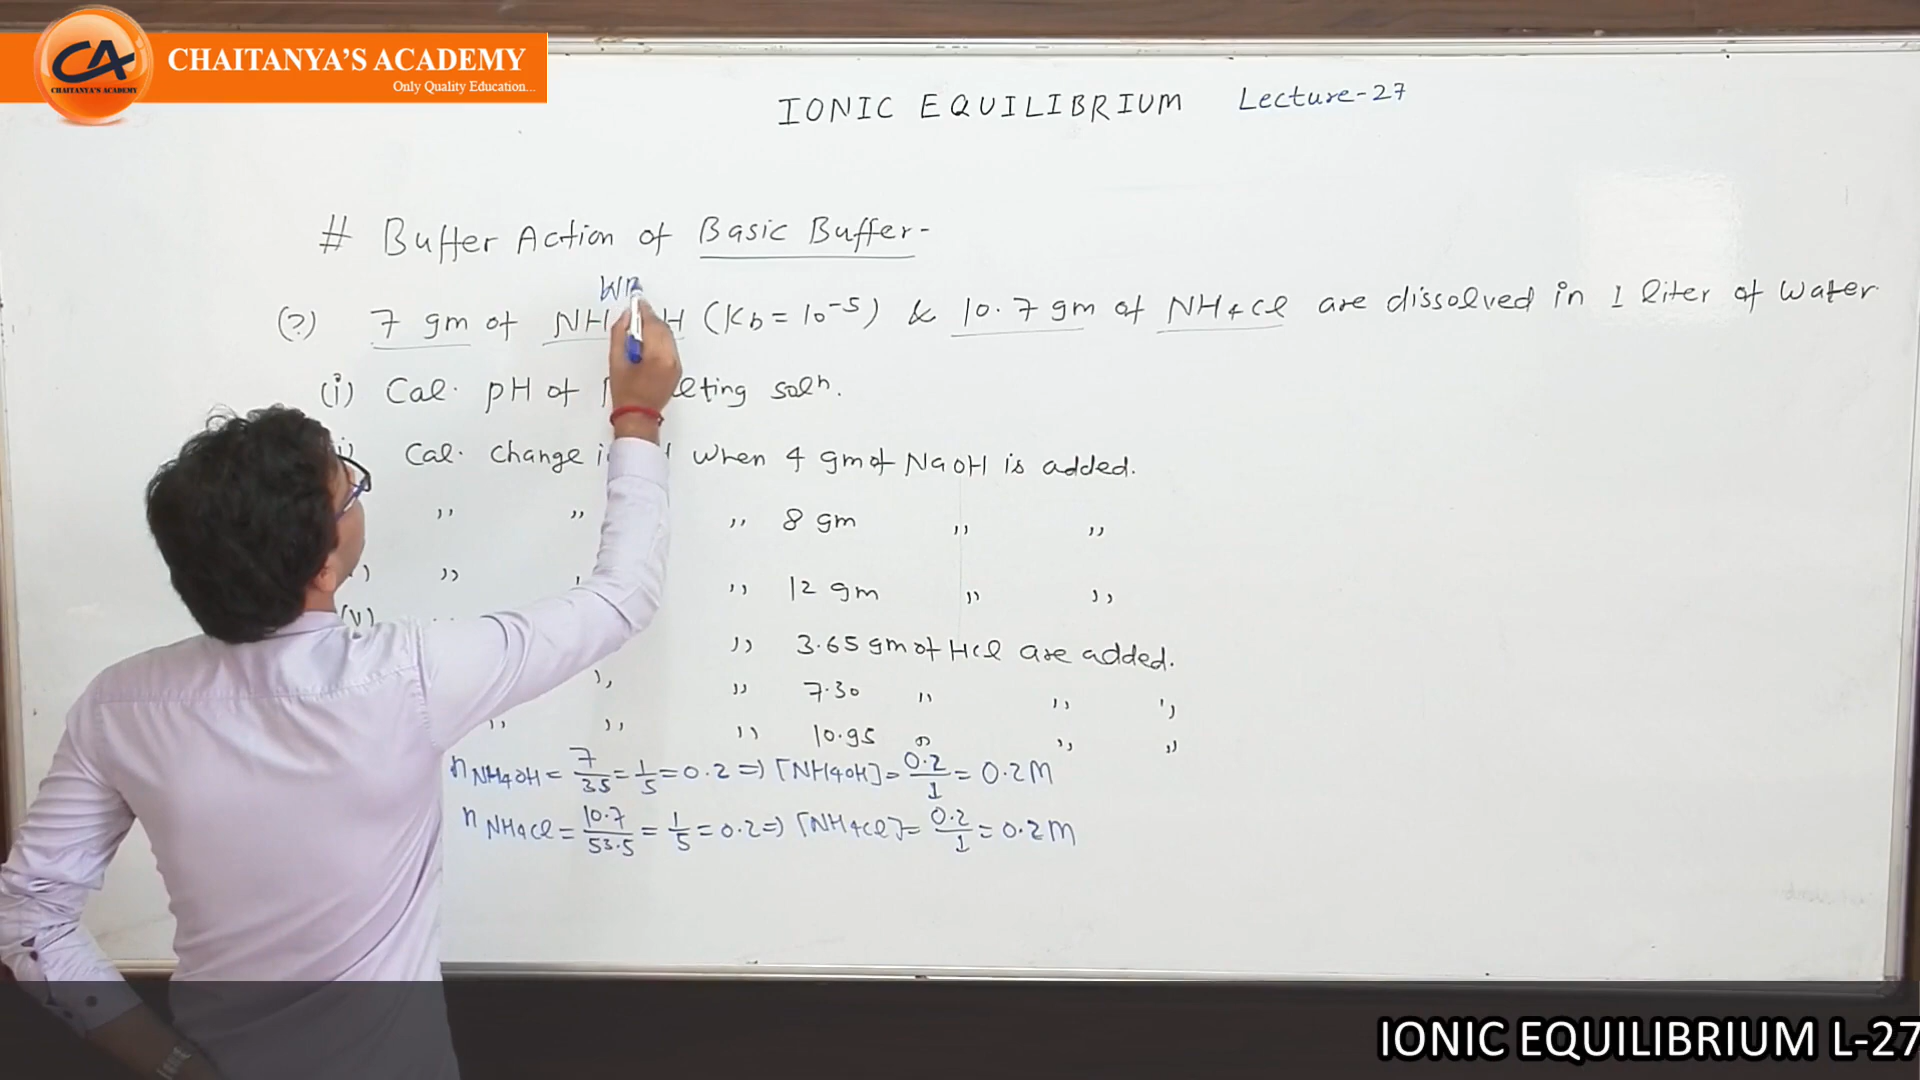 CA
CHAITANYA'S ACADEMY
CHAITANYA'S ACADEMY
Only Quality Education...
IONIC EQUILIBRIUM Lecture-27
# Buffer Action of Basic Buffer-
WB
(?) 7 gm of NH H (Kb = 10⁻⁵) & 10.7 gm of NH4Cl are dissolved in 1 liter of water.
(i) Cal. pH of lting solⁿ.
Cal. change i when 4 gm of NaOH is added.
,, ,, ,, 8 gm ,, ,,
,, , ,, 12 gm ,, ,,
(v) ,, 3.65 gm of HCl are added.
,, ,, 7.30 ,, ,, ,,
,, ,, ,, 10.95 ,, ,, ,,
n NH4OH = 7/35 = 1/5 = 0.2 ⇒ [NH4OH] = 0.2/1 = 0.2M
n NH4Cl = 10.7/53.5 = 1/5 = 0.2 ⇒ [NH4Cl] = 0.2/1 = 0.2M
IONIC EQUILIBRIUM L-27